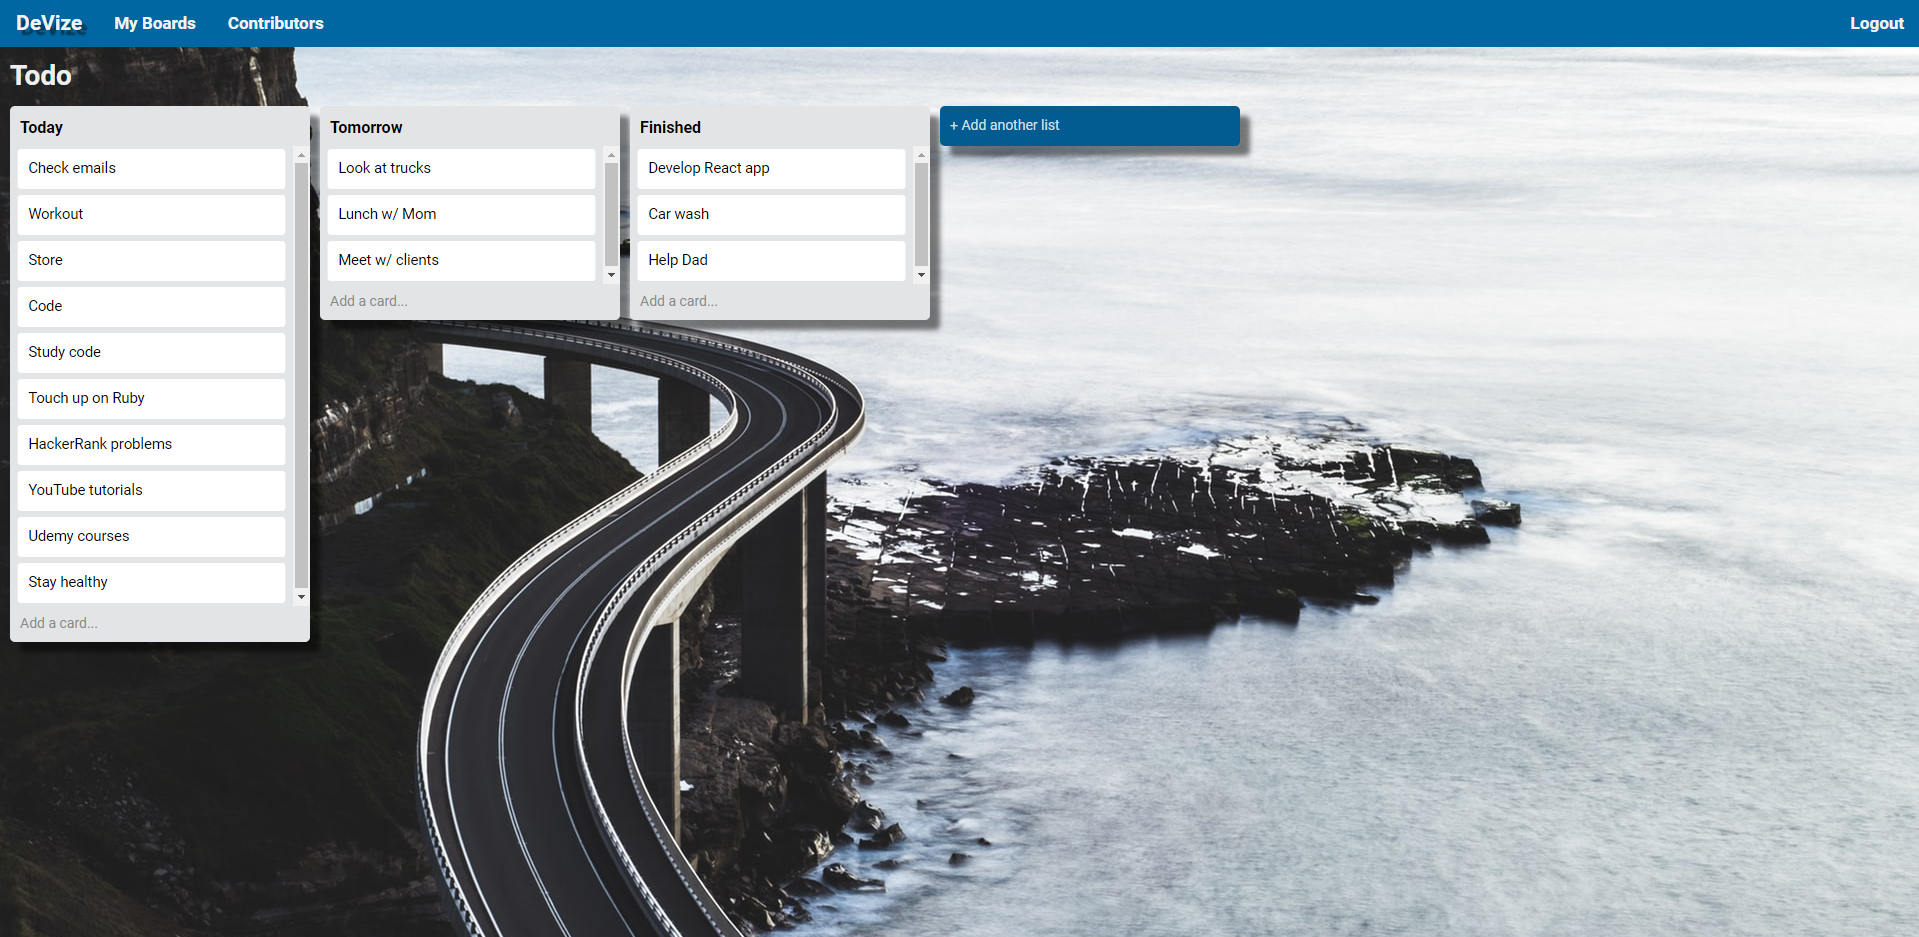 DeVize My Boards Contributors Logout
Todo
Today
Check emails
Workout
Store
Code
Study code
Touch up on Ruby
HackerRank problems
YouTube tutorials
Udemy courses
Stay healthy
Add a card...
Tomorrow
Look at trucks
Lunch w/ Mom
Meet w/ clients
Add a card...
Finished
Develop React app
Car wash
Help Dad
Add a card...
+ Add another list